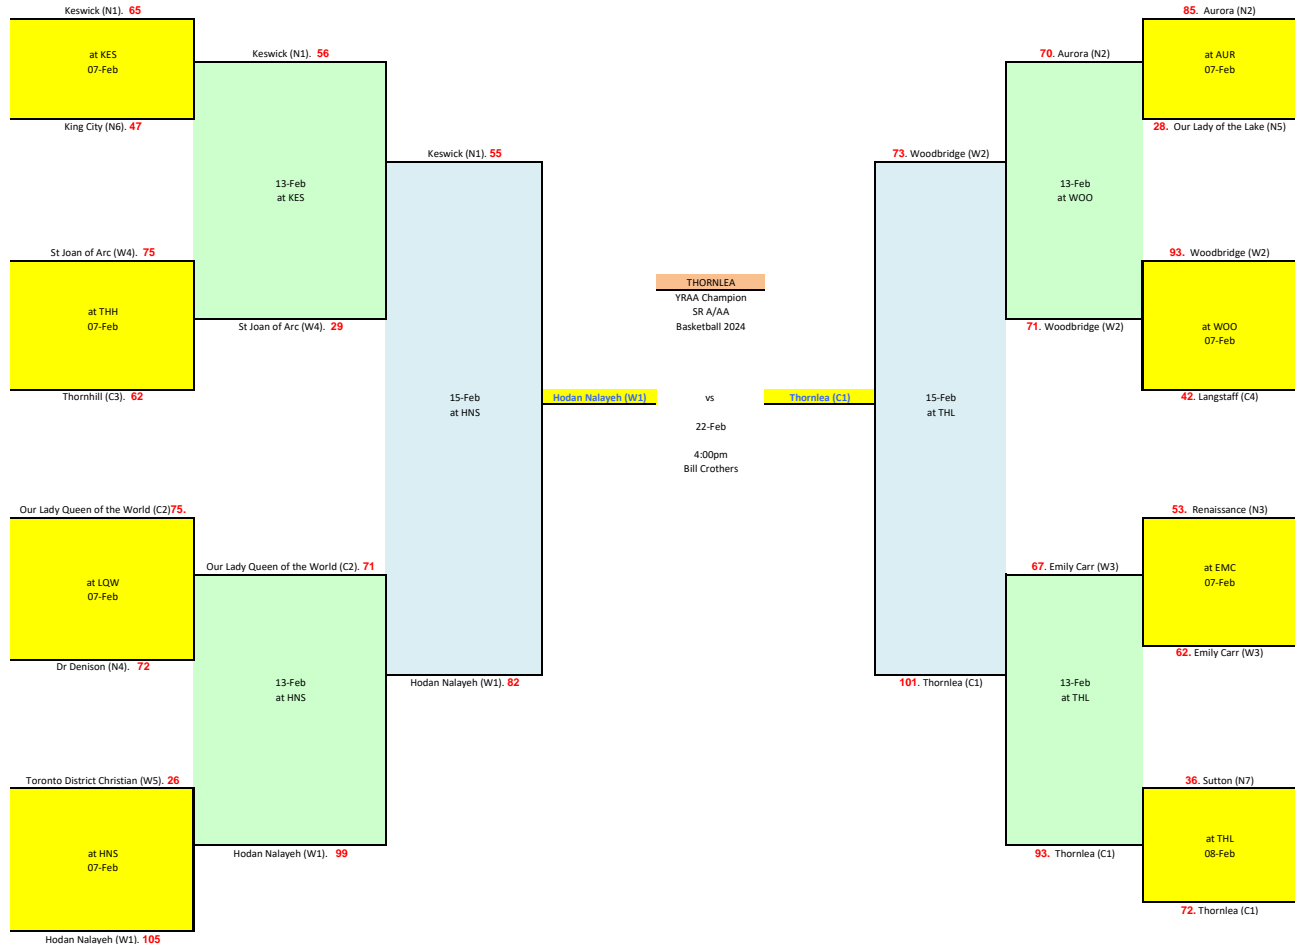 Keswick (N1). 65
at KES
07-Feb
King City (N6). 47
St Joan of Arc (W4). 75
at THH
07-Feb
Thornhill (C3). 62
Our Lady Queen of the World (C2)75.
at LQW
07-Feb
Dr Denison (N4). 72
Toronto District Christian (W5). 26
at HNS
07-Feb
Hodan Nalayeh (W1). 105
Keswick (N1). 56
13-Feb
at KES
St Joan of Arc (W4). 29
Our Lady Queen of the World (C2). 71
13-Feb
at HNS
Hodan Nalayeh (W1). 99
Keswick (N1). 55
15-Feb
at HNS
Hodan Nalayeh (W1). 82
Hodan Nalayeh (W1)
THORNLEA
YRAA Champion
SR A/AA
Basketball 2024
vs
22-Feb
4:00pm
Bill Crothers
Thornlea (C1)
73. Woodbridge (W2)
15-Feb
at THL
101. Thornlea (C1)
70. Aurora (N2)
13-Feb
at WOO
71. Woodbridge (W2)
67. Emily Carr (W3)
13-Feb
at THL
93. Thornlea (C1)
85. Aurora (N2)
at AUR
07-Feb
28. Our Lady of the Lake (N5)
93. Woodbridge (W2)
at WOO
07-Feb
42. Langstaff (C4)
53. Renaissance (N3)
at EMC
07-Feb
62. Emily Carr (W3)
36. Sutton (N7)
at THL
08-Feb
72. Thornlea (C1)